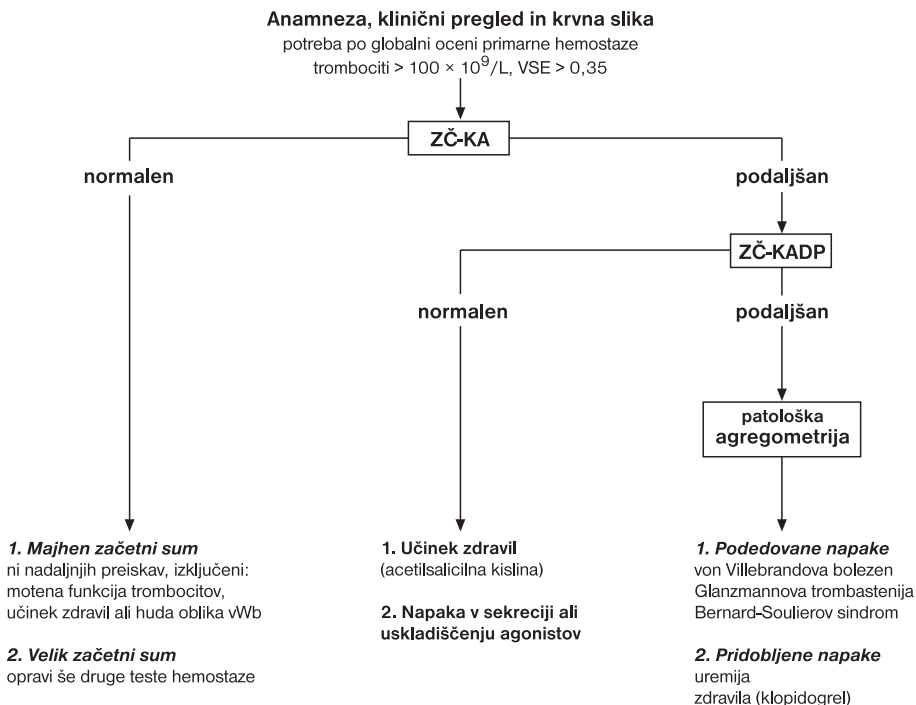 Anamneza, klinični pregled in krvna slika
potreba po globalni oceni primarne hemostaze
trombociti > 100 × 10⁹/L, VSE > 0,35
ZČ-KA
normalen
podaljšan
ZČ-KADP
normalen
podaljšan
patološka
agregometrija
1. Majhen začetni sum
ni nadaljnjih preiskav, izključeni:
motena funkcija trombocitov,
učinek zdravil ali huda oblika vWb
2. Velik začetni sum
opravi še druge teste hemostaze
1. Učinek zdravil
(acetilsalicilna kislina)
2. Napaka v sekreciji ali
uskladiščenju agonistov
1. Podedovane napake
von Villebrandova bolezen
Glanzmannova trombastenija
Bernard-Soulierov sindrom
2. Pridobljene napake
uremija
zdravila (klopidogrel)